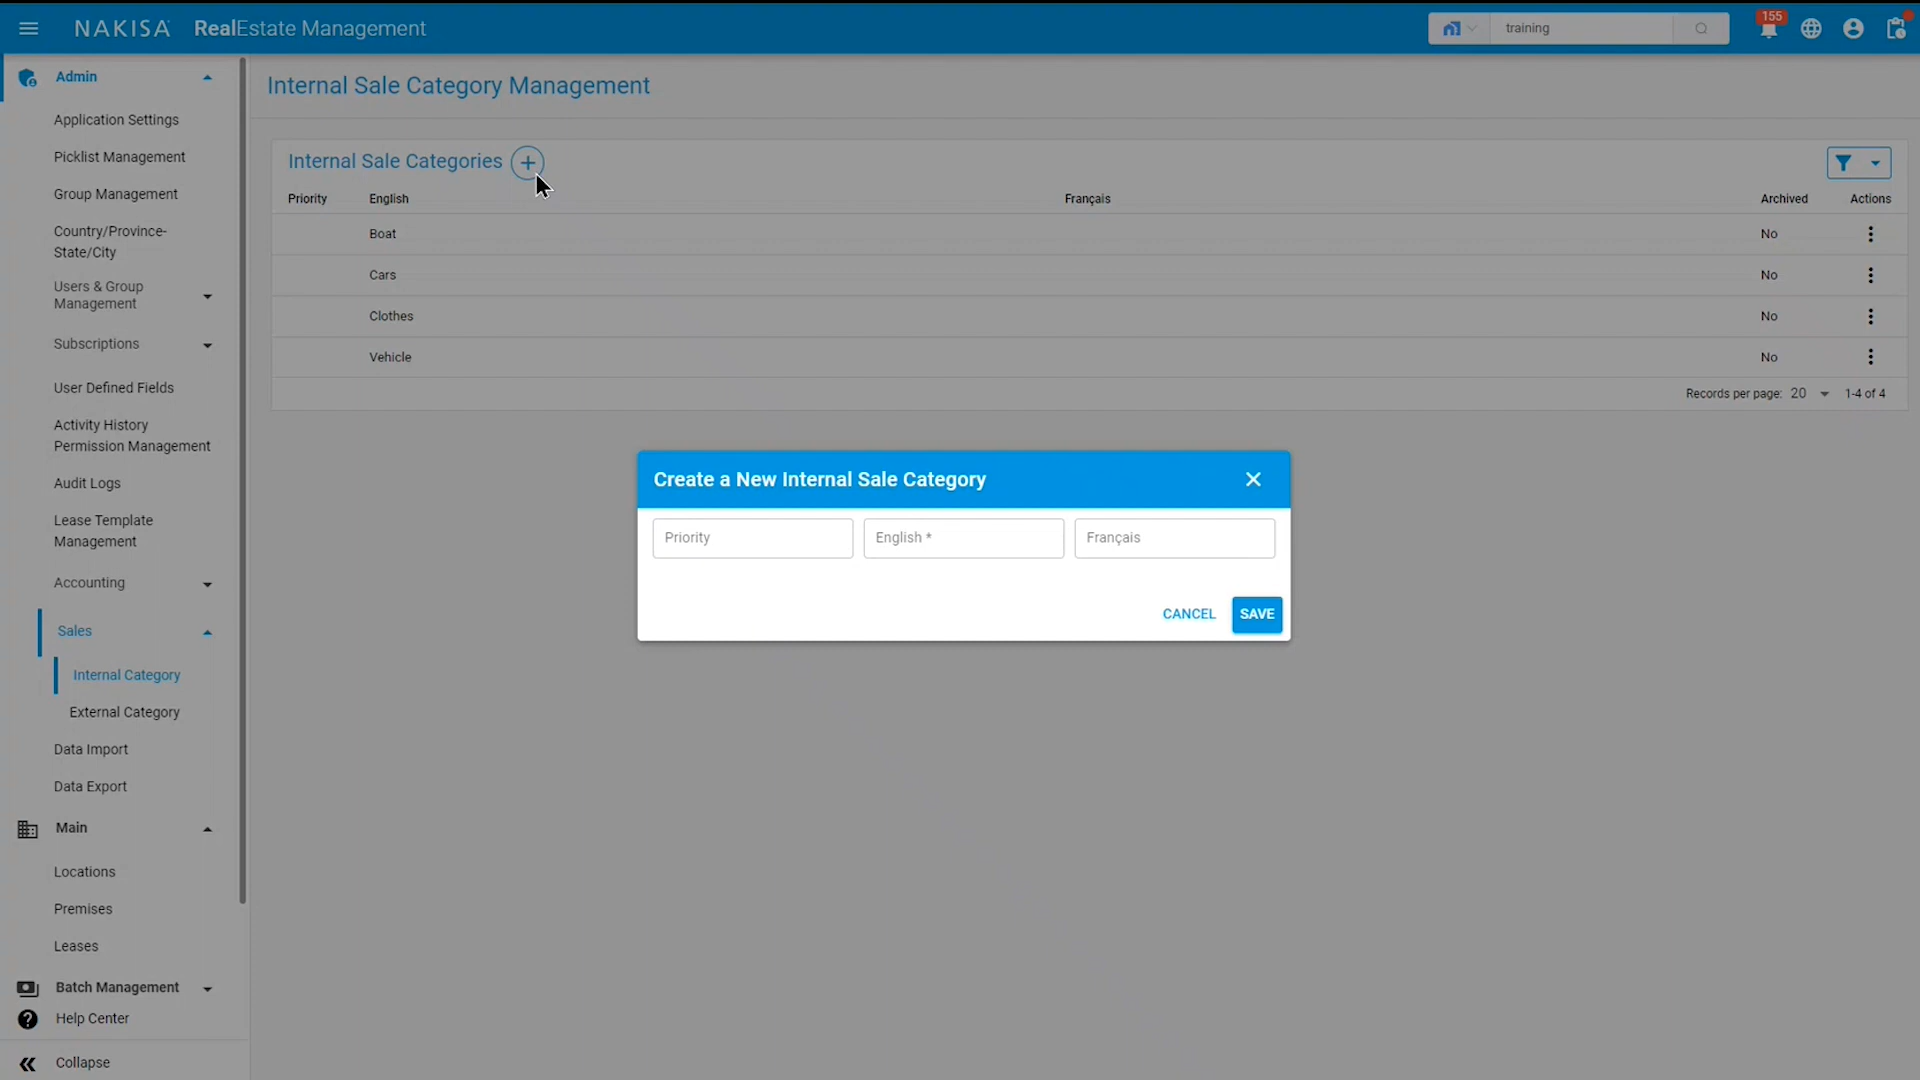 NAKISA RealEstate Management
training
155
Admin
Application Settings
Picklist Management
Group Management
Country/Province-
State/City
Users & Group
Management
Subscriptions
User Defined Fields
Activity History
Permission Management
Audit Logs
Lease Template
Management
Accounting
Sales
Internal Category
External Category
Data Import
Data Export
Main
Locations
Premises
Leases
Batch Management
Help Center
Collapse
Internal Sale Category Management
Internal Sale Categories
Priority English Français Archived Actions
Boat No
Cars No
Clothes No
Vehicle No
Records per page: 20 1-4 of 4
Create a New Internal Sale Category
Priority English * Français
CANCEL SAVE